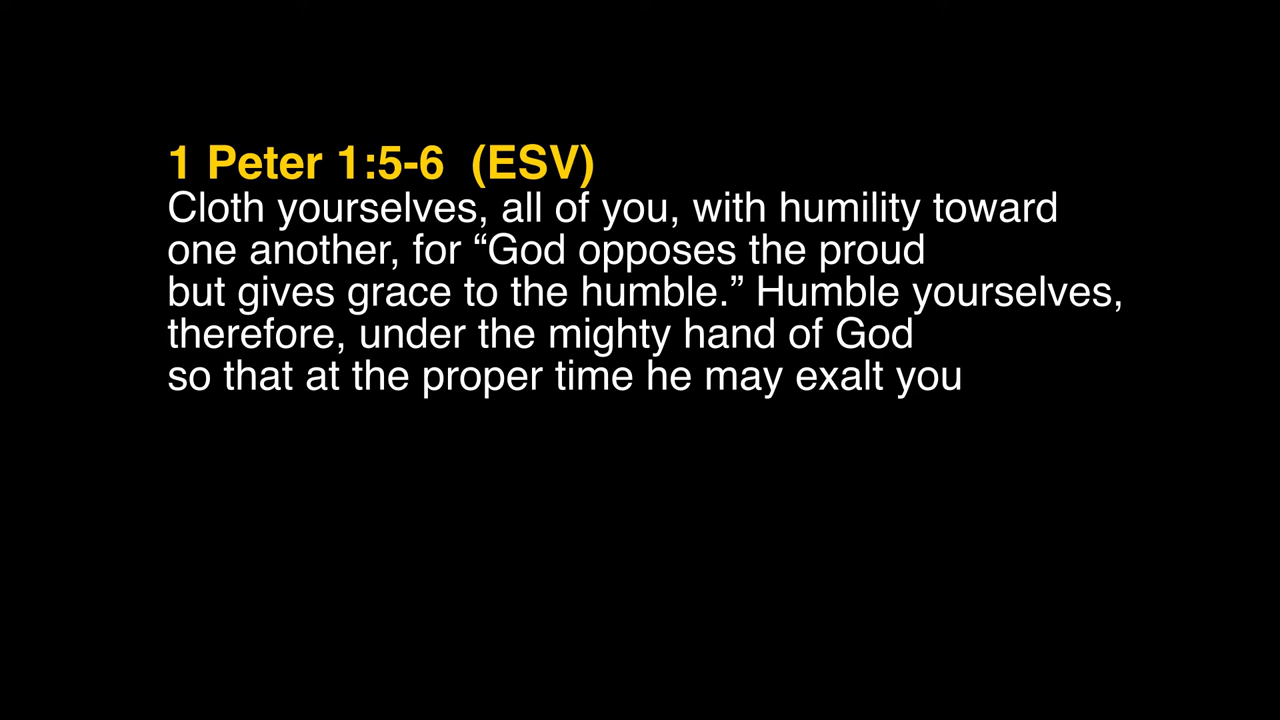 1 Peter 1:5-6  (ESV)
Cloth yourselves, all of you, with humility toward
one another, for “God opposes the proud
but gives grace to the humble.” Humble yourselves,
therefore, under the mighty hand of God
so that at the proper time he may exalt you